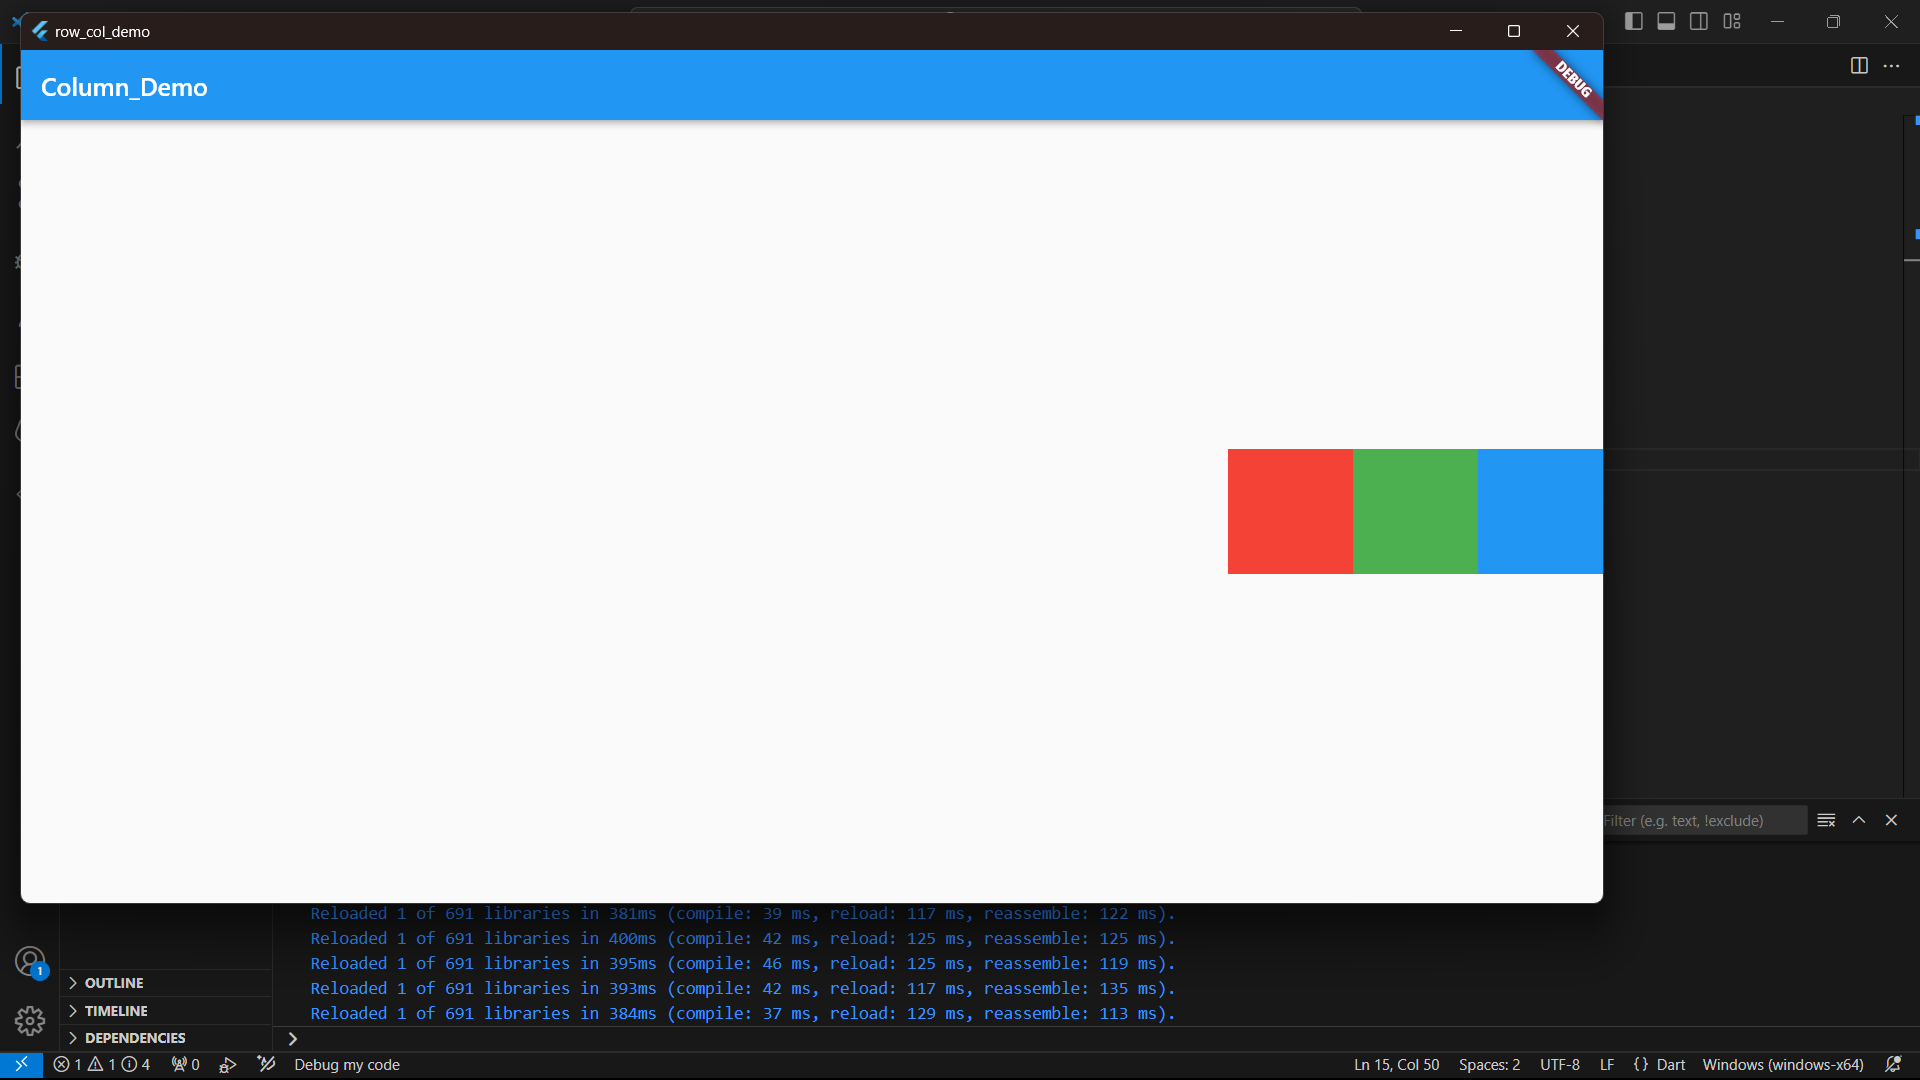 row_col_demo
Column_Demo
DEBUG
Filter (e.g. text, !exclude)
Reloaded 1 of 691 libraries in 381ms (compile: 39 ms, reload: 117 ms, reassemble: 122 ms).
Reloaded 1 of 691 libraries in 400ms (compile: 42 ms, reload: 125 ms, reassemble: 125 ms).
Reloaded 1 of 691 libraries in 395ms (compile: 46 ms, reload: 125 ms, reassemble: 119 ms).
Reloaded 1 of 691 libraries in 393ms (compile: 42 ms, reload: 117 ms, reassemble: 135 ms).
Reloaded 1 of 691 libraries in 384ms (compile: 37 ms, reload: 129 ms, reassemble: 113 ms).
1
OUTLINE
TIMELINE
DEPENDENCIES
1 1 4 0 Debug my code Ln 15, Col 50 Spaces: 2 UTF-8 LF {} Dart Windows (windows-x64)